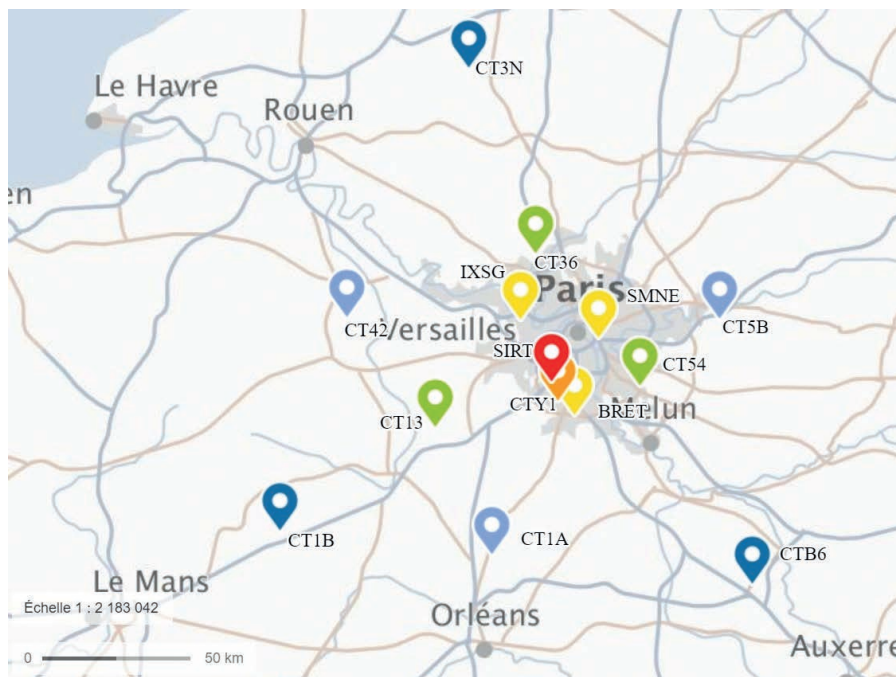 CT3N
Le Havre
Rouen
en
CT36
IXSG
Paris
SMNE
CT42
Versailles
CT5B
SIRT
CT54
CTY1
BRET
Melun
CT13
CT1B
CT1A
CTB6
Le Mans
Échelle 1 : 2 183 042
Orléans
Auxerre
0 50 km